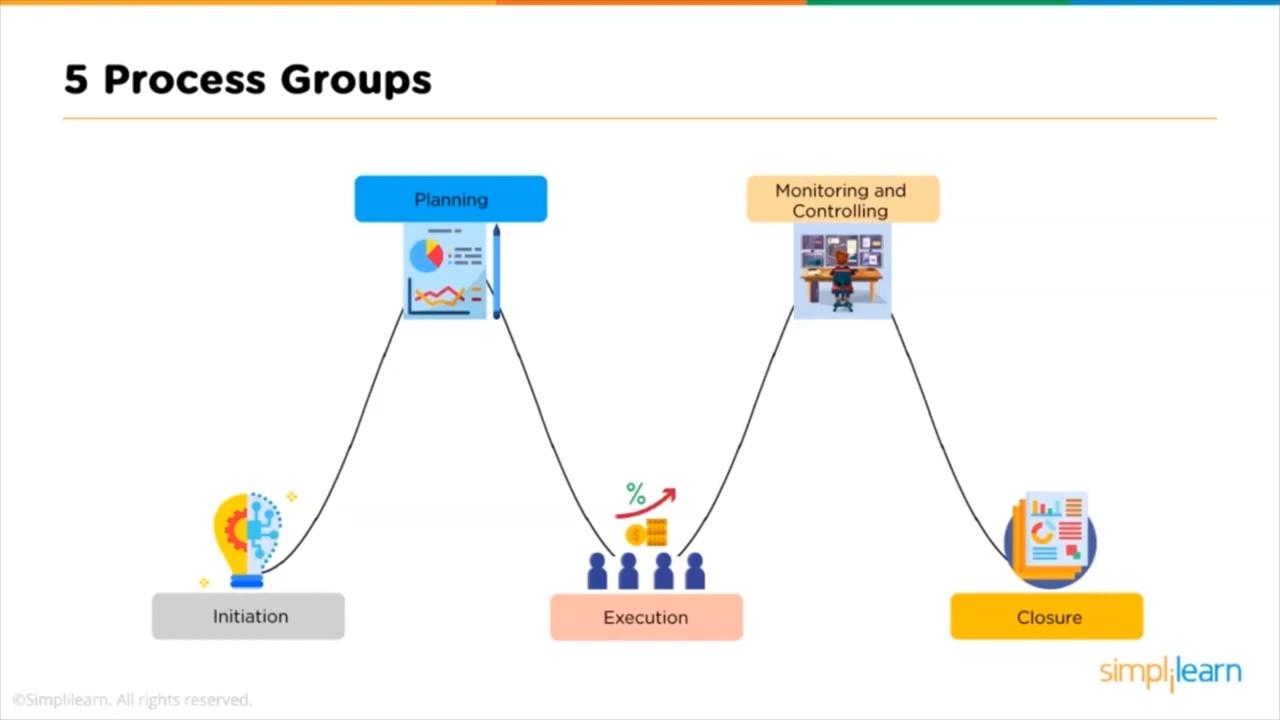 5 Process Groups
Planning
Monitoring and
Controlling
%
$
Initiation
Execution
Closure
simplilearn
©Simplilearn. All rights reserved.